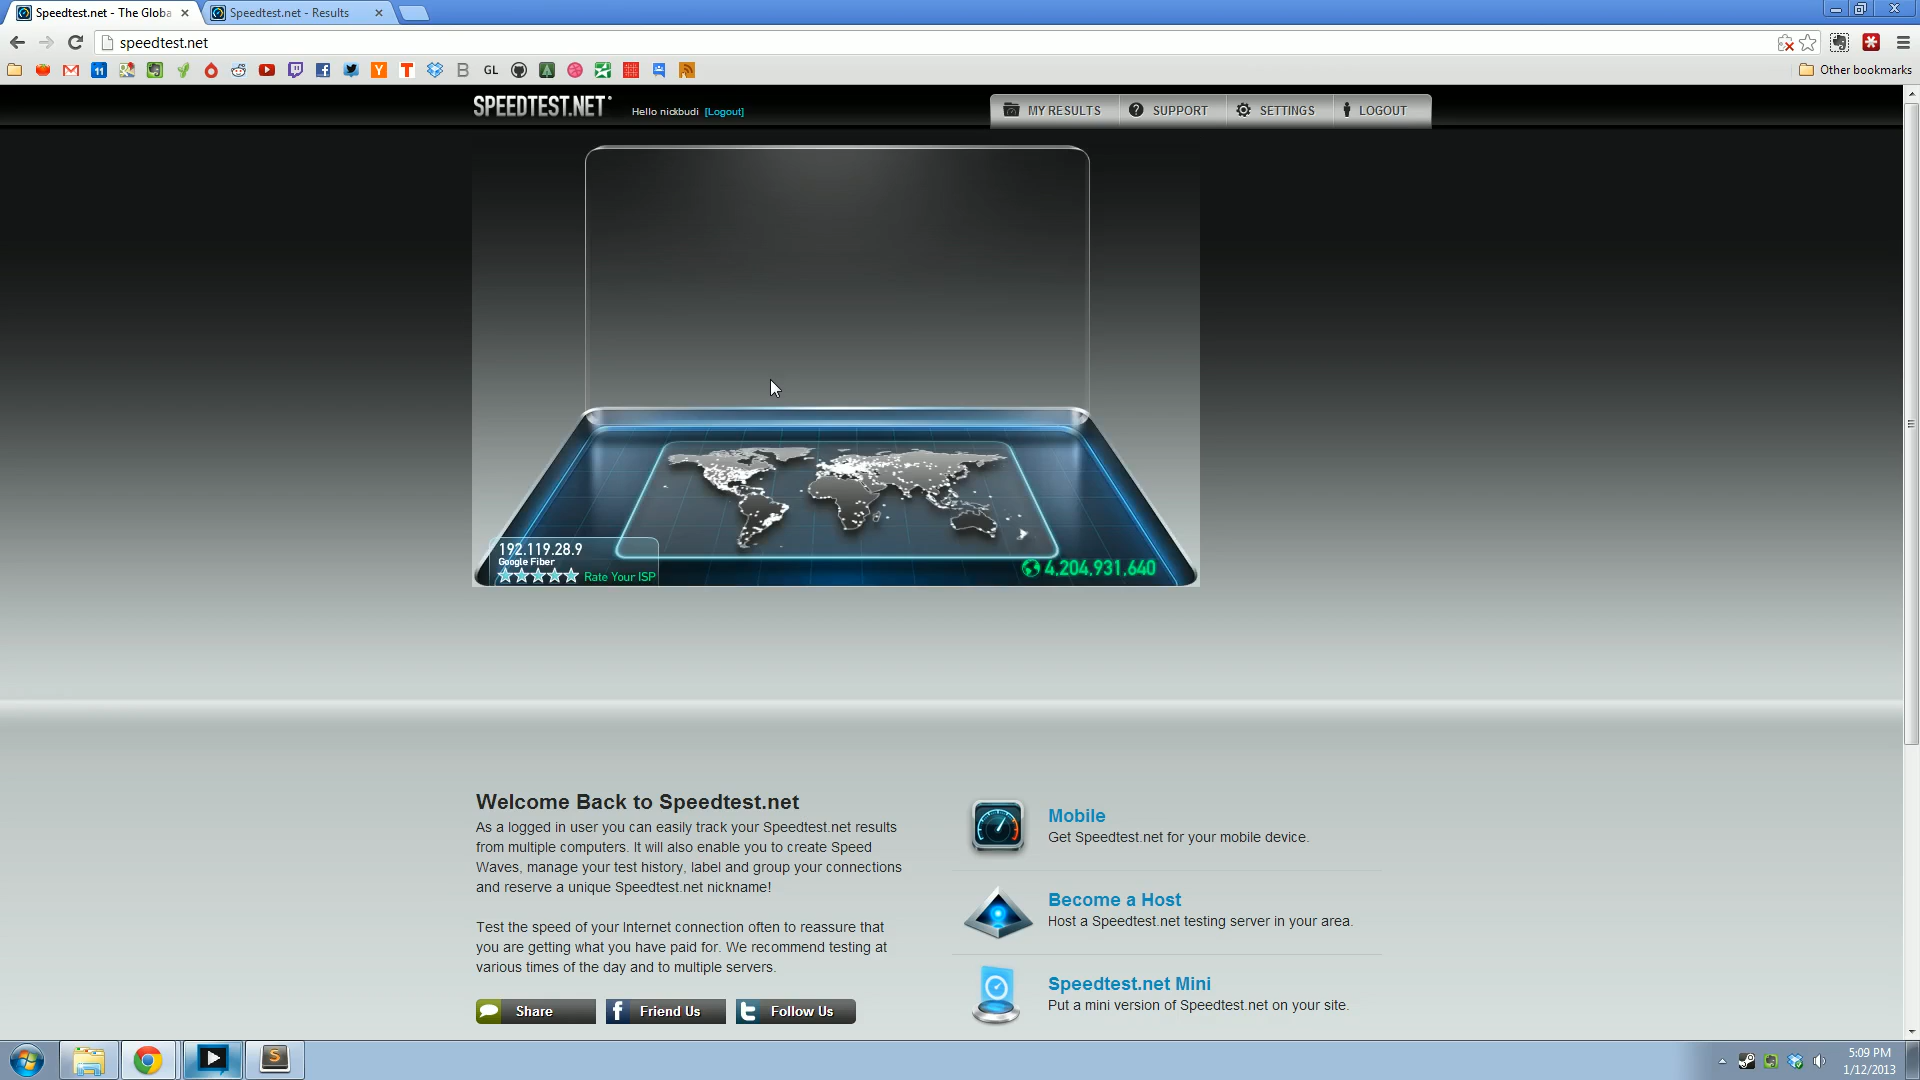 Speedtest.net - The Globa
Speedtest.net - Results
speedtest.net
11
GL
Other bookmarks
SPEEDTEST.NET
Hello nickbudi [Logout]
MY RESULTS
SUPPORT
SETTINGS
LOGOUT
192.119.28.9
Google Fiber
Rate Your ISP
4,204,931,640
Welcome Back to Speedtest.net
As a logged in user you can easily track your Speedtest.net results
from multiple computers. It will also enable you to create Speed
Waves, manage your test history, label and group your connections
and reserve a unique Speedtest.net nickname!
Test the speed of your Internet connection often to reassure that
you are getting what you have paid for. We recommend testing at
various times of the day and to multiple servers.
Share
Friend Us
Follow Us
Mobile
Get Speedtest.net for your mobile device.
Become a Host
Host a Speedtest.net testing server in your area.
Speedtest.net Mini
Put a mini version of Speedtest.net on your site.
5:09 PM
1/12/2013